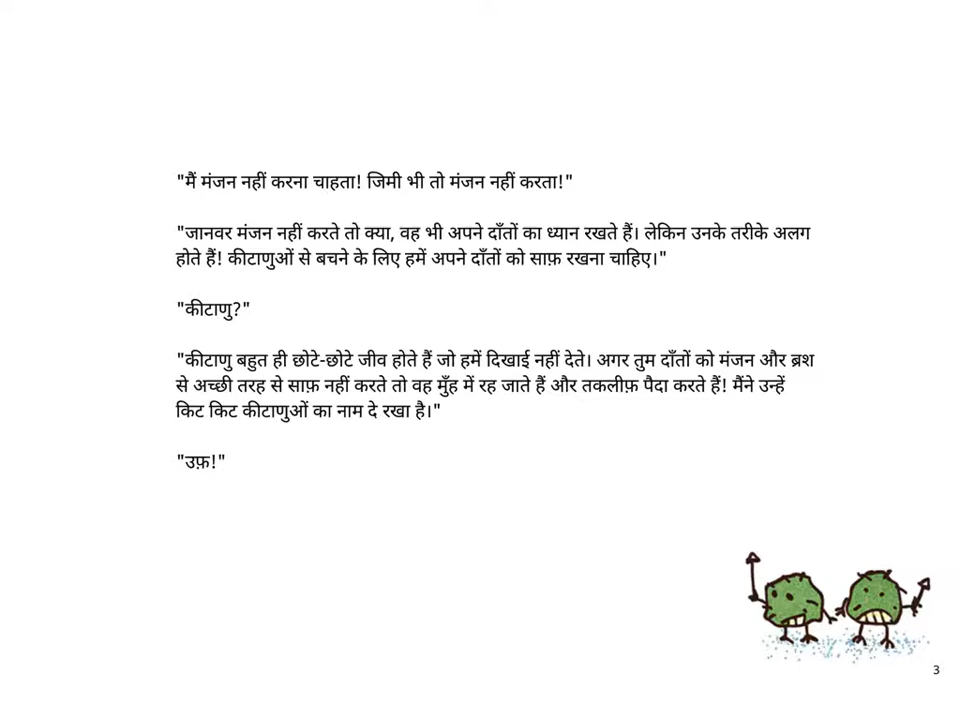 "मैं मंजन नहीं करना चाहता! जिमी भी तो मंजन नहीं करता!"
"जानवर मंजन नहीं करते तो क्या, वह भी अपने दाँतों का ध्यान रखते हैं। लेकिन उनके तरीके अलग
होते हैं! कीटाणुओं से बचने के लिए हमें अपने दाँतों को साफ़ रखना चाहिए।"
"कीटाणु?"
"कीटाणु बहुत ही छोटे-छोटे जीव होते हैं जो हमें दिखाई नहीं देते। अगर तुम दाँतों को मंजन और ब्रश
से अच्छी तरह से साफ़ नहीं करते तो वह मुँह में रह जाते हैं और तकलीफ़ पैदा करते हैं! मैंने उन्हें
किट किट कीटाणुओं का नाम दे रखा है।"
"उफ़!"
3